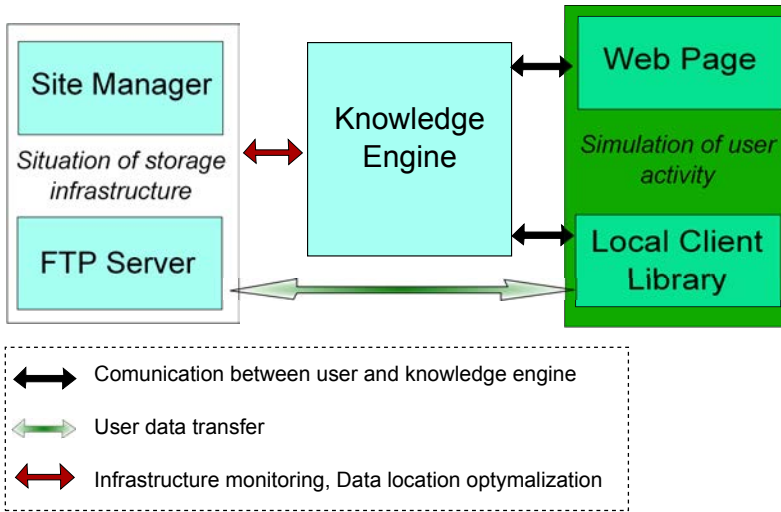 Site Manager
Situation of storage
infrastructure
FTP Server
Knowledge
Engine
Web Page
Simulation of user
activity
Local Client
Library
Comunication between user and knowledge engine
User data transfer
Infrastructure monitoring, Data location optymalization